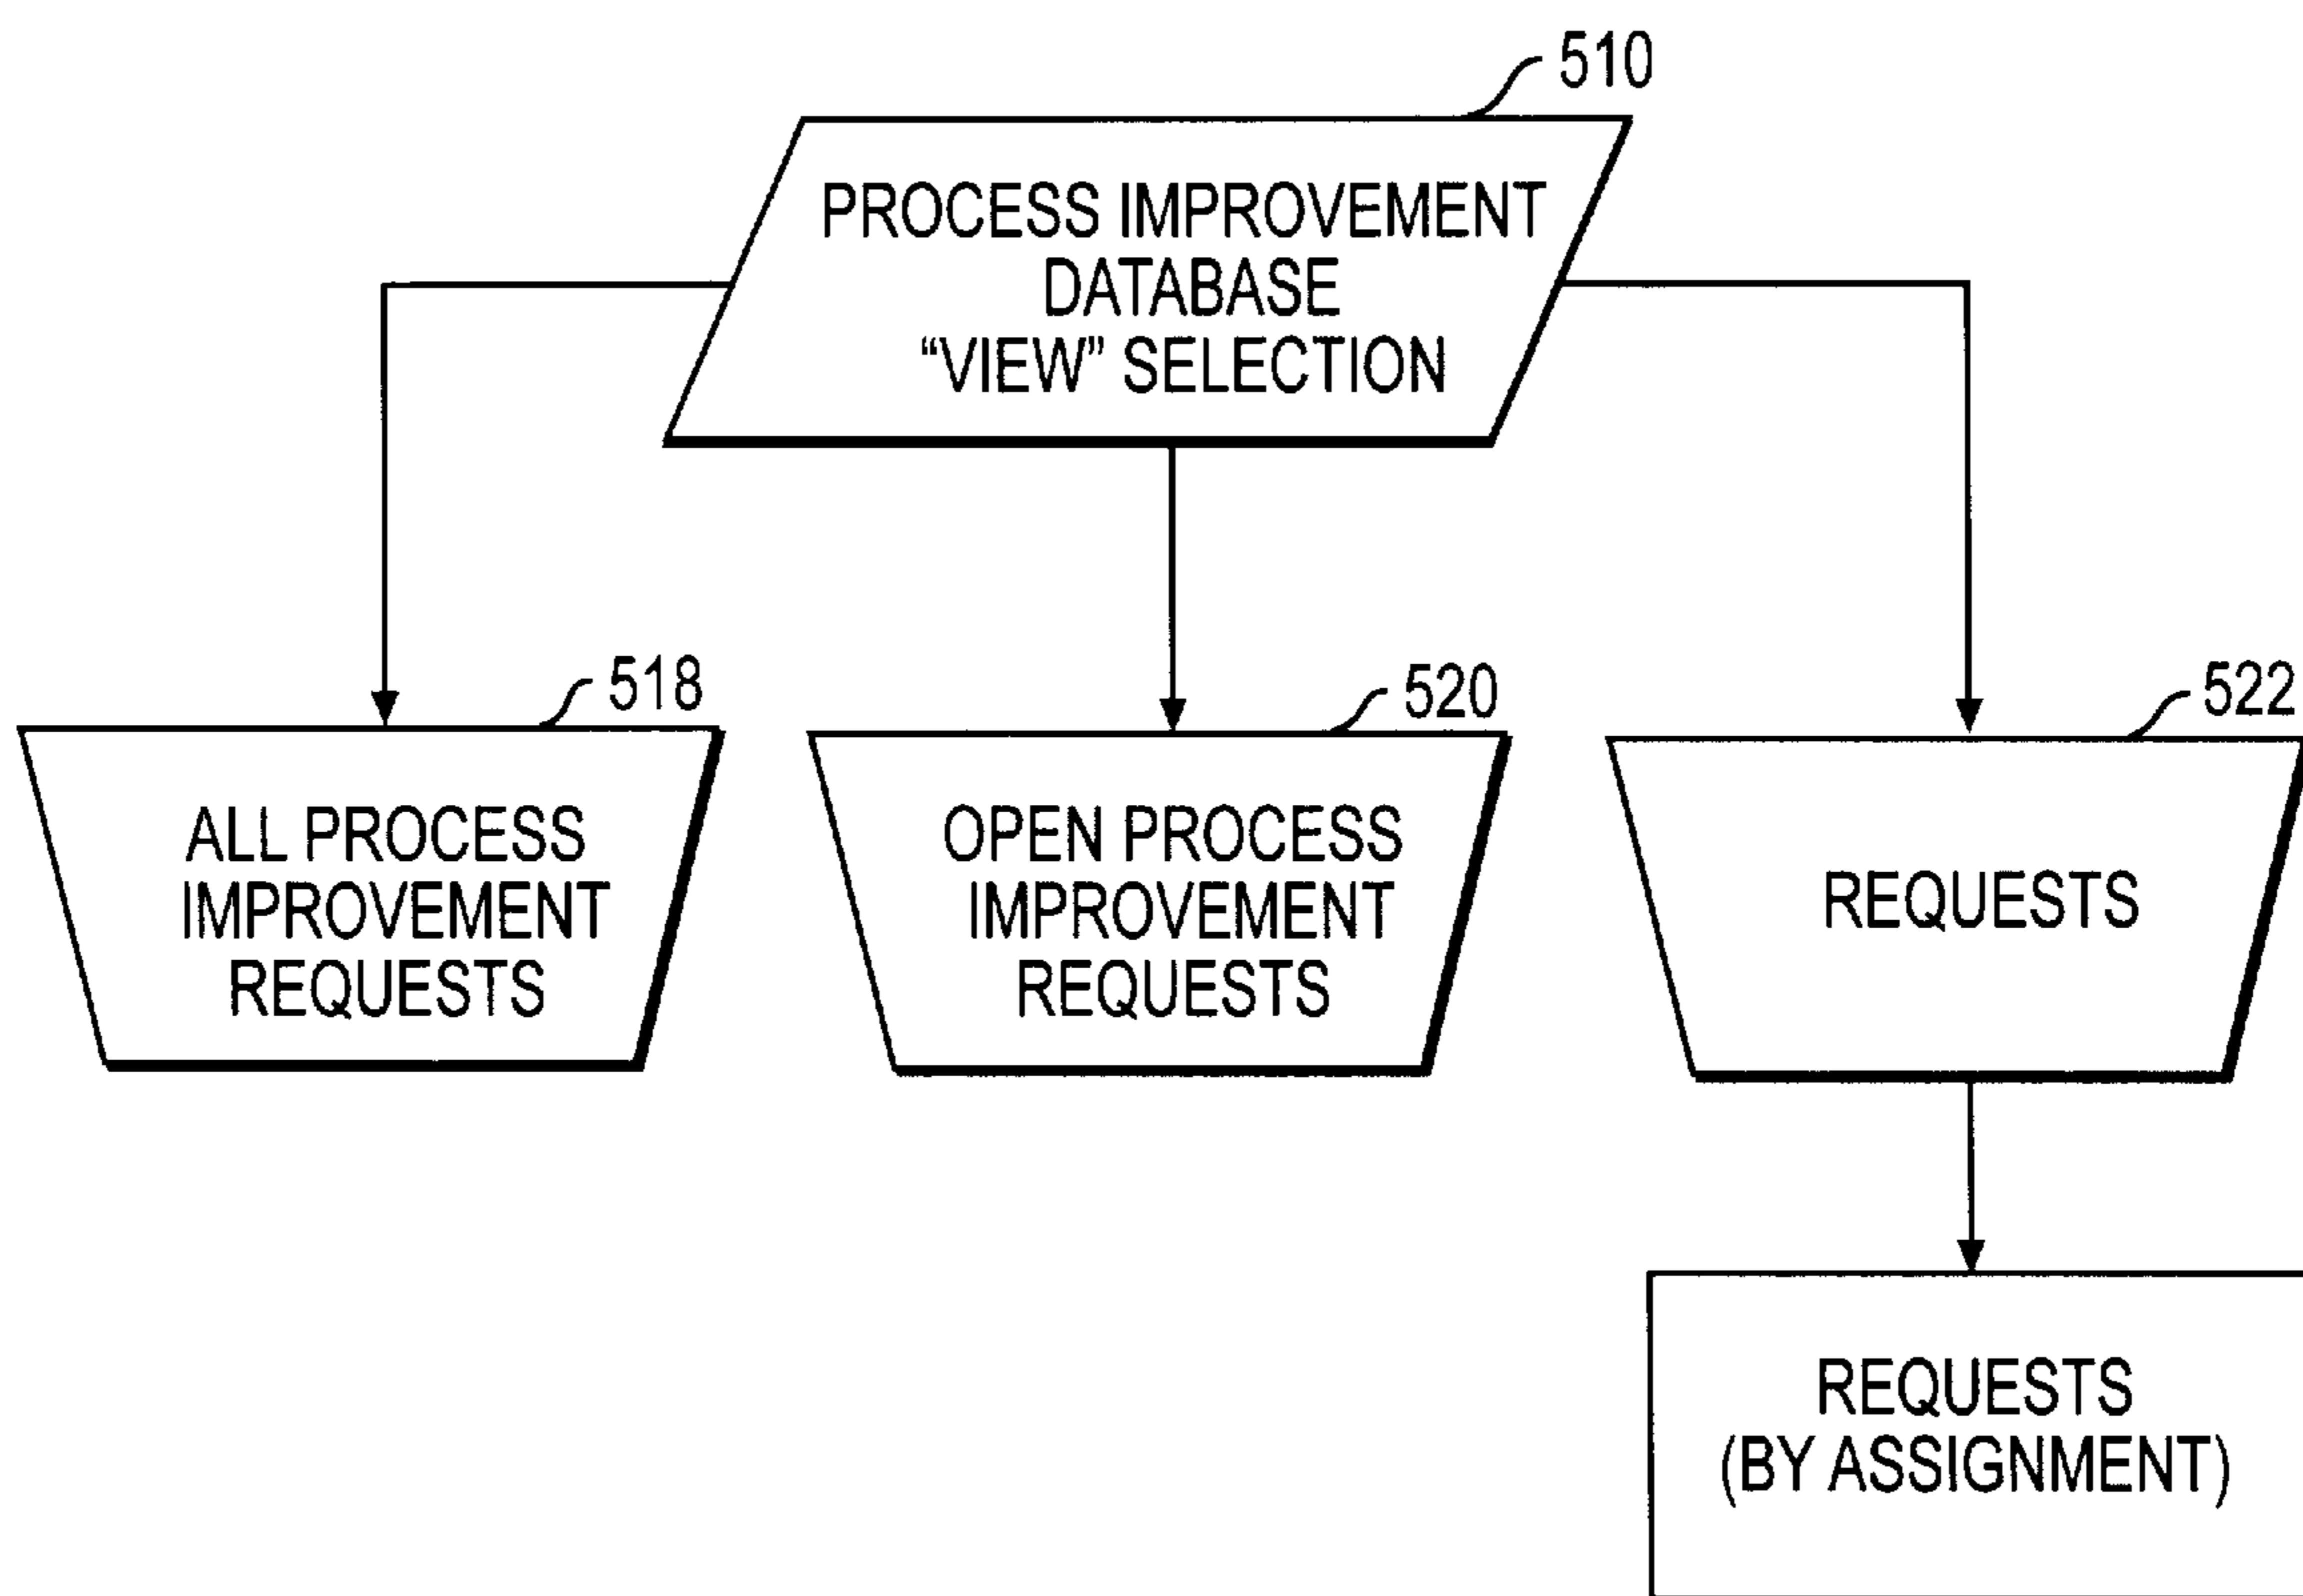 510
PROCESS IMPROVEMENT
DATABASE
“VIEW” SELECTION
518
520
522
ALL PROCESS
IMPROVEMENT
REQUESTS
OPEN PROCESS
IMPROVEMENT
REQUESTS
REQUESTS
REQUESTS
(BY ASSIGNMENT)